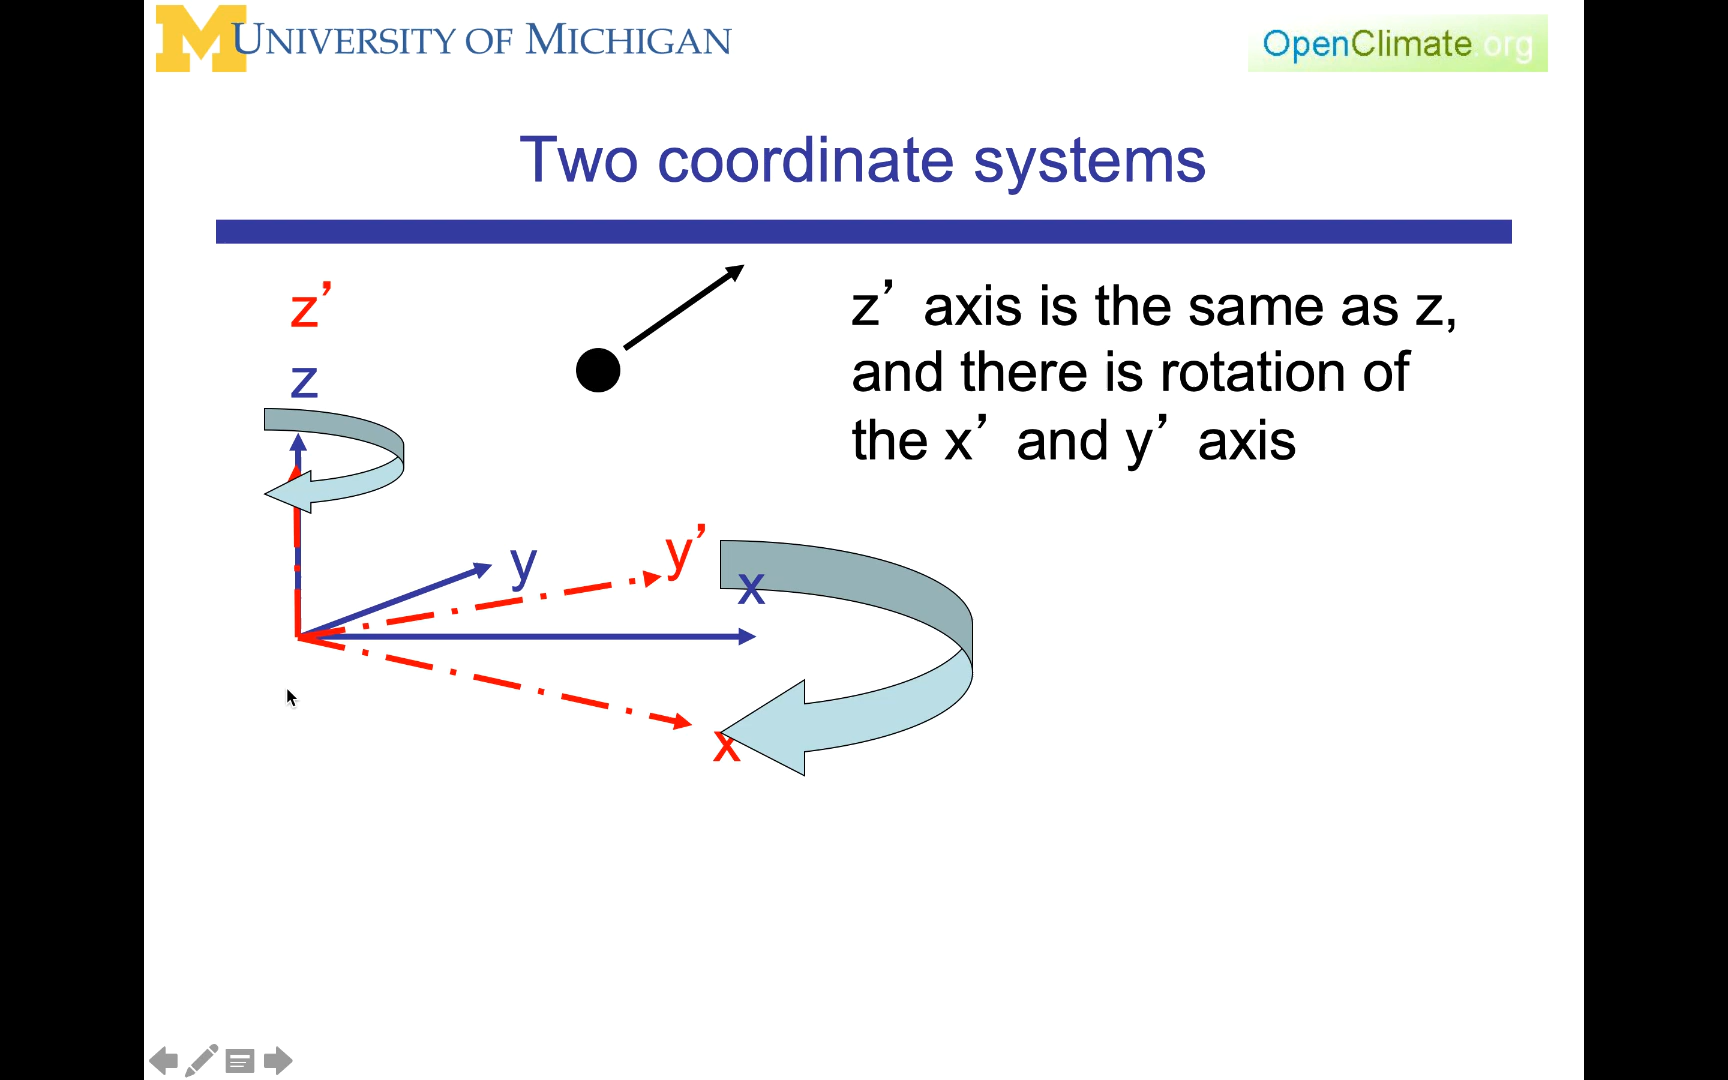 UNIVERSITY OF MICHIGAN
OpenClimate.org
Two coordinate systems
z’
z
z’ axis is the same as z,
and there is rotation of
the x’ and y’ axis
y
y’
x
x